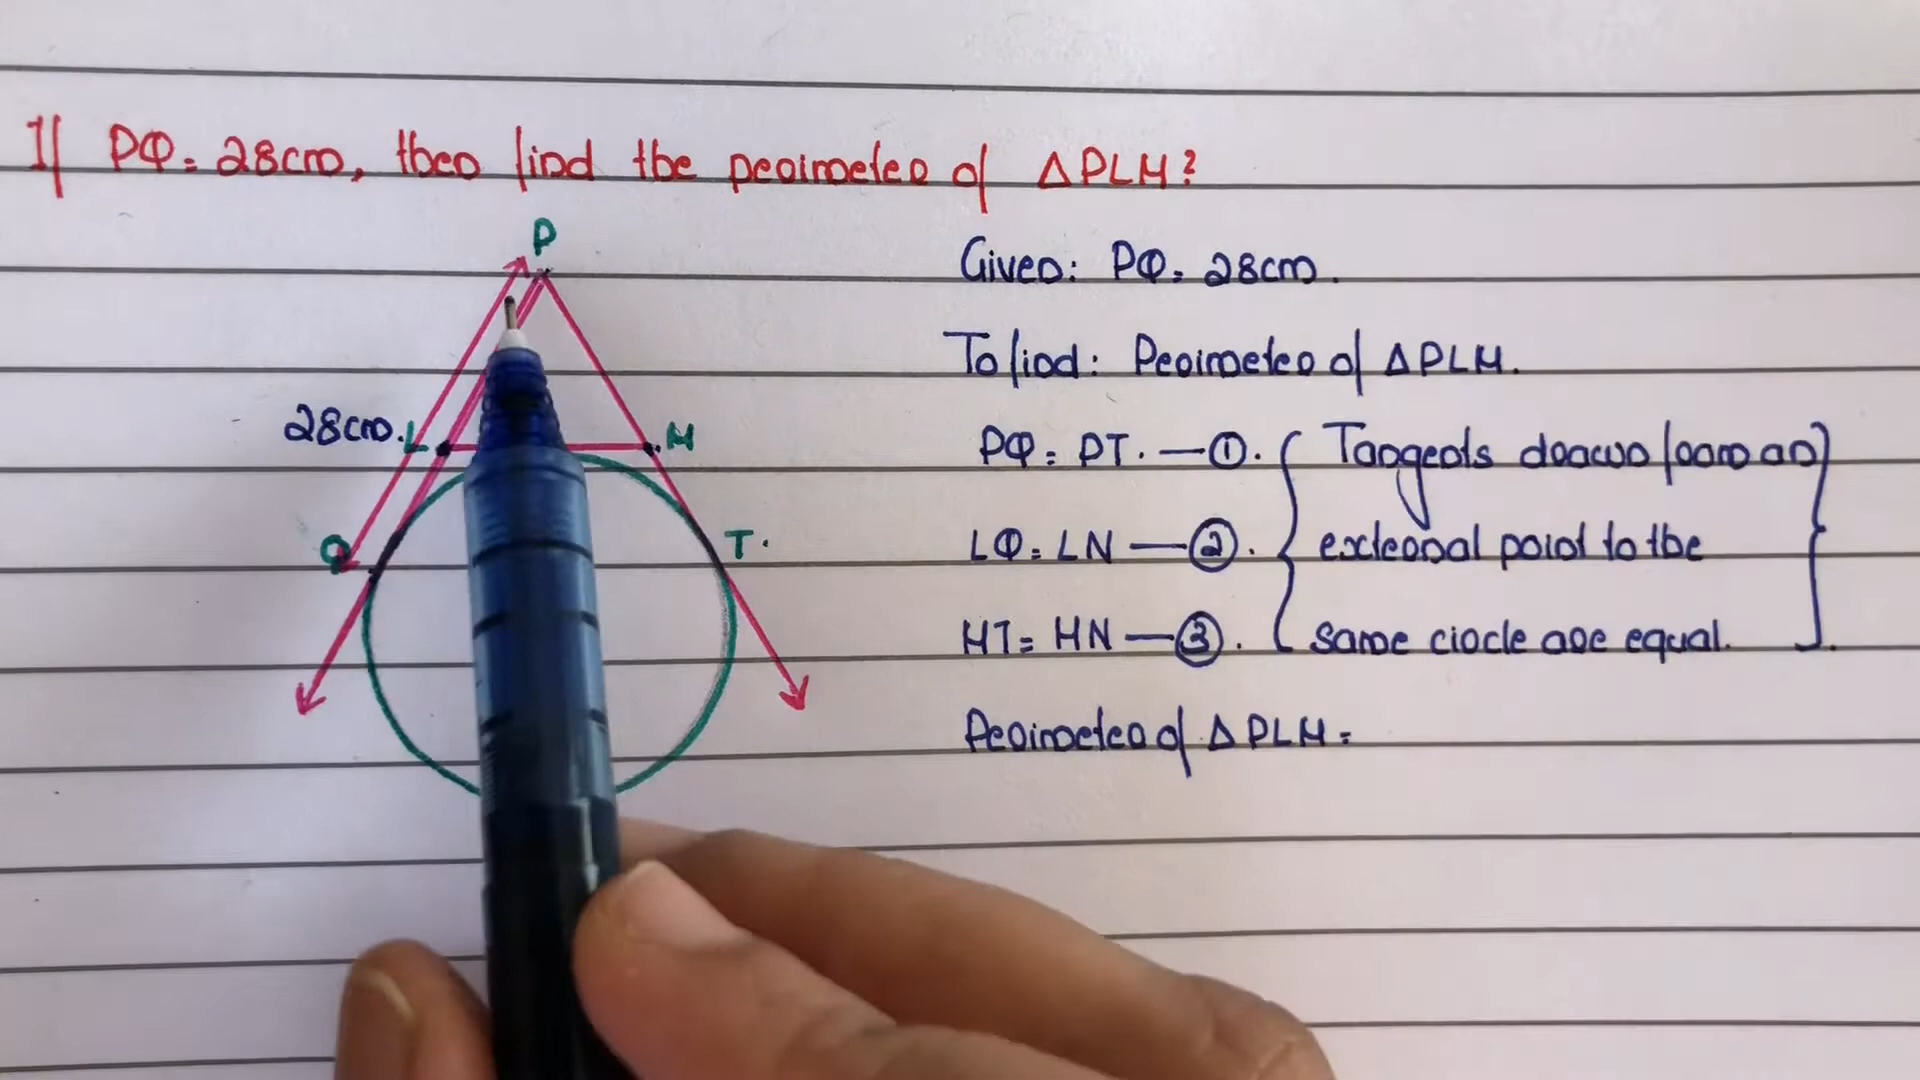 If PQ = 28cm, then find the perimeter of ΔPLM?
P
Given: PQ = 28cm.
To find: Perimeter of ΔPLM.
28cm. L M
PQ = PT. — ①. { Tangents drawn from an }
Q T.
LQ = LN — ②. external point to the
MT = MN — ③. same circle are equal.
Perimeter of ΔPLM =